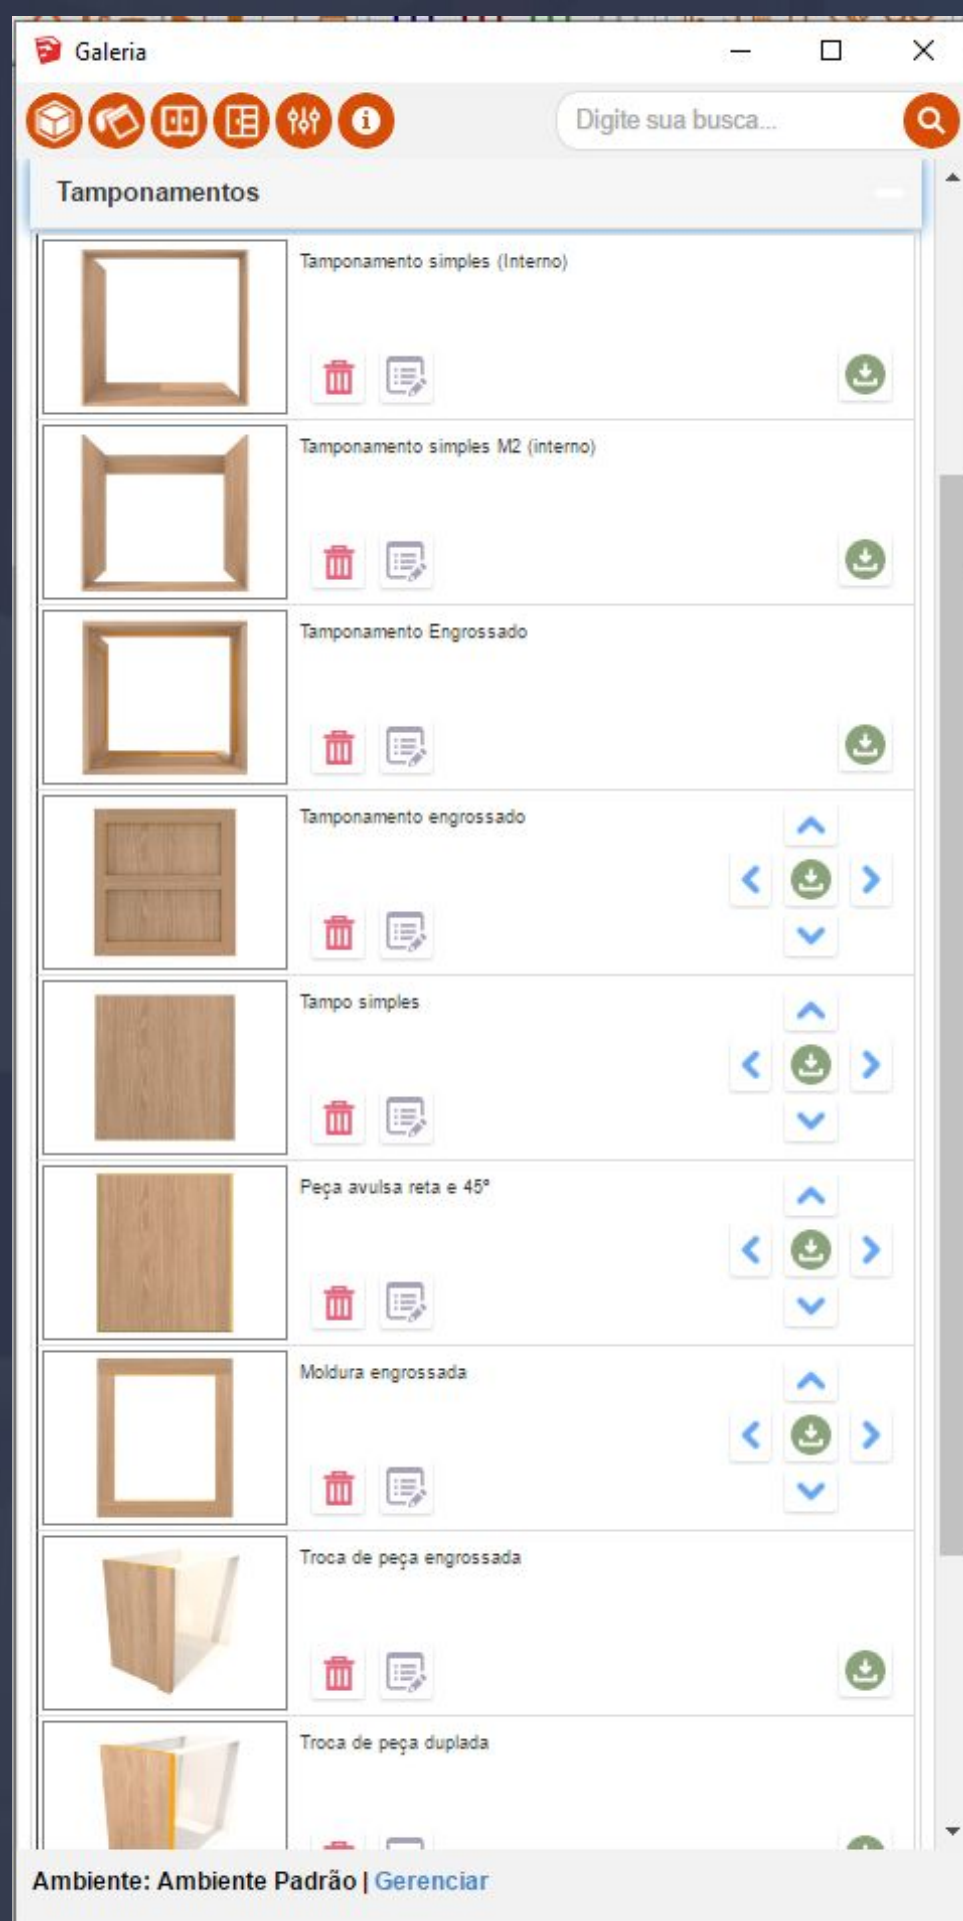 Galeria
Digite sua busca...
Tamponamentos
Tamponamento simples (Interno)
Tamponamento simples M2 (interno)
Tamponamento Engrossado
Tamponamento engrossado
Tampo simples
Peça avulsa reta e 45º
Moldura engrossada
Troca de peça engrossada
Troca de peça duplada
Ambiente: Ambiente Padrão | Gerenciar